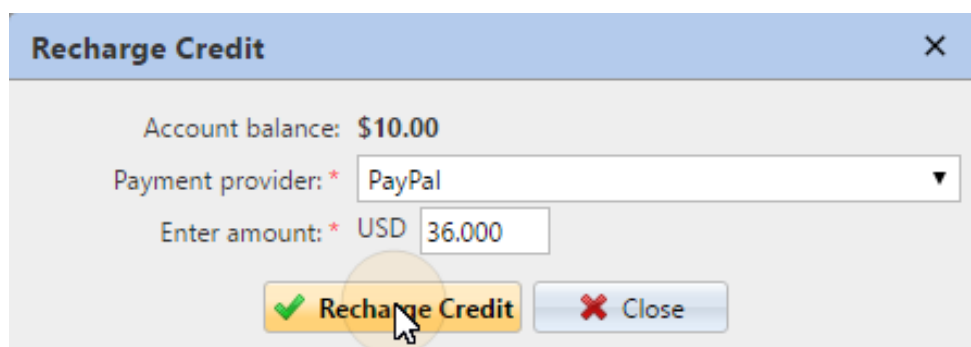 Recharge Credit ×
Account balance: $10.00
Payment provider: * PayPal
Enter amount: * USD 36.000
Recharge Credit Close